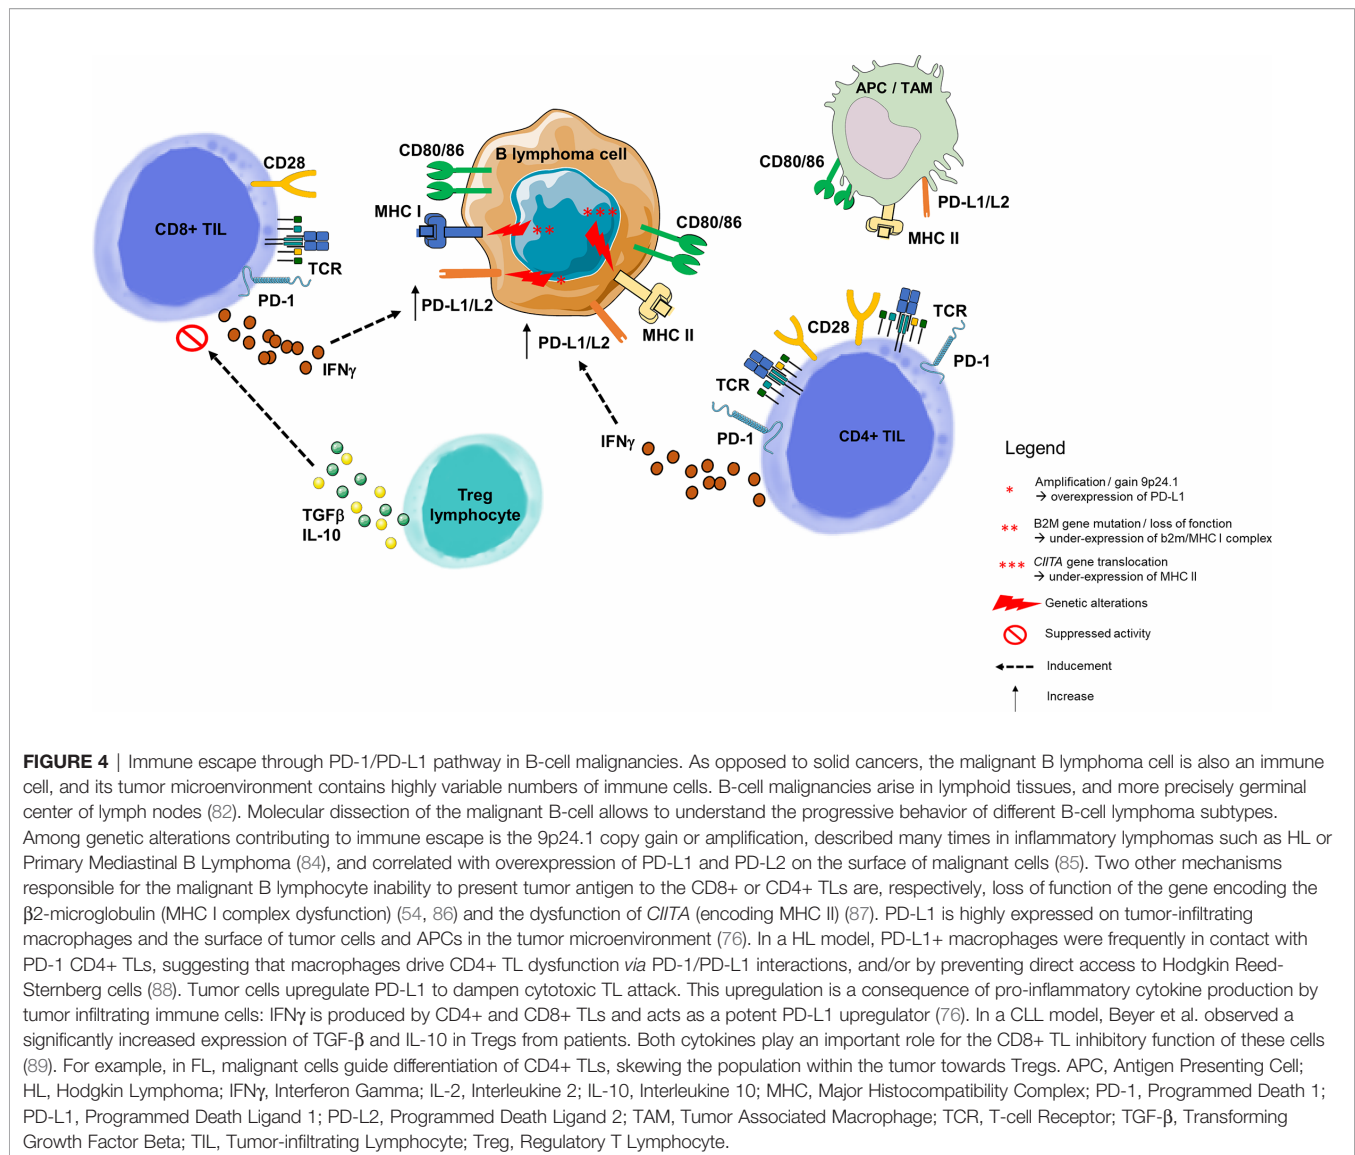 APC / TAM
CD80/86
PD-L1/L2
MHC II
CD28
CD8+ TIL
TCR
PD-1
IFNγ
CD80/86
B lymphoma cell
MHC I
***
**
*
CD80/86
PD-L1/L2
PD-L1/L2
MHC II
TCR
CD28
PD-1
TCR
PD-1
CD4+ TIL
IFNγ
Treg
lymphocyte
TGFβ
IL-10
Legend
* Amplification / gain 9p24.1
→ overexpression of PD-L1
** B2M gene mutation / loss of fonction
→ under-expression of b2m/MHC I complex
*** CIITA gene translocation
→ under-expression of MHC II
Genetic alterations
Suppressed activity
Inducement
Increase
FIGURE 4 | Immune escape through PD-1/PD-L1 pathway in B-cell malignancies. As opposed to solid cancers, the malignant B lymphoma cell is also an immune
cell, and its tumor microenvironment contains highly variable numbers of immune cells. B-cell malignancies arise in lymphoid tissues, and more precisely germinal
center of lymph nodes (82). Molecular dissection of the malignant B-cell allows to understand the progressive behavior of different B-cell lymphoma subtypes.
Among genetic alterations contributing to immune escape is the 9p24.1 copy gain or amplification, described many times in inflammatory lymphomas such as HL or
Primary Mediastinal B Lymphoma (84), and correlated with overexpression of PD-L1 and PD-L2 on the surface of malignant cells (85). Two other mechanisms
responsible for the malignant B lymphocyte inability to present tumor antigen to the CD8+ or CD4+ TLs are, respectively, loss of function of the gene encoding the
β2-microglobulin (MHC I complex dysfunction) (54, 86) and the dysfunction of CIITA (encoding MHC II) (87). PD-L1 is highly expressed on tumor-infiltrating
macrophages and the surface of tumor cells and APCs in the tumor microenvironment (76). In a HL model, PD-L1+ macrophages were frequently in contact with
PD-1 CD4+ TLs, suggesting that macrophages drive CD4+ TL dysfunction via PD-1/PD-L1 interactions, and/or by preventing direct access to Hodgkin Reed-
Sternberg cells (88). Tumor cells upregulate PD-L1 to dampen cytotoxic TL attack. This upregulation is a consequence of pro-inflammatory cytokine production by
tumor infiltrating immune cells: IFNγ is produced by CD4+ and CD8+ TLs and acts as a potent PD-L1 upregulator (76). In a CLL model, Beyer et al. observed a
significantly increased expression of TGF-β and IL-10 in Tregs from patients. Both cytokines play an important role for the CD8+ TL inhibitory function of these cells
(89). For example, in FL, malignant cells guide differentiation of CD4+ TLs, skewing the population within the tumor towards Tregs. APC, Antigen Presenting Cell;
HL, Hodgkin Lymphoma; IFNγ, Interferon Gamma; IL-2, Interleukine 2; IL-10, Interleukine 10; MHC, Major Histocompatibility Complex; PD-1, Programmed Death 1;
PD-L1, Programmed Death Ligand 1; PD-L2, Programmed Death Ligand 2; TAM, Tumor Associated Macrophage; TCR, T-cell Receptor; TGF-β, Transforming
Growth Factor Beta; TIL, Tumor-infiltrating Lymphocyte; Treg, Regulatory T Lymphocyte.